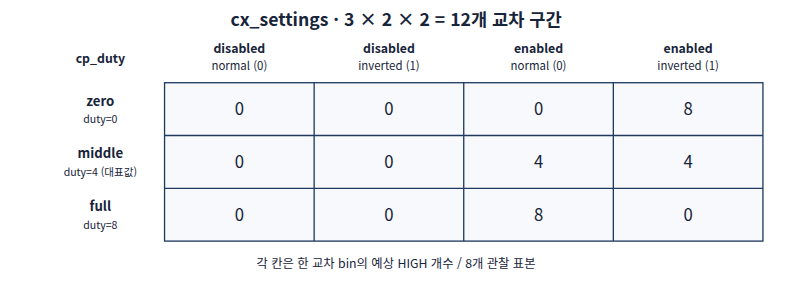 cx_settings · 3 × 2 × 2 = 12개 교차 구간
cp_duty
disabled disabled enabled enabled
normal (0) inverted (1) normal (0) inverted (1)
zero
duty=0
0 0 0 8
middle
duty=4 (대표값)
0 0 4 4
full
duty=8
0 0 8 0
각 칸은 한 교차 bin의 예상 HIGH 개수 / 8개 관찰 표본